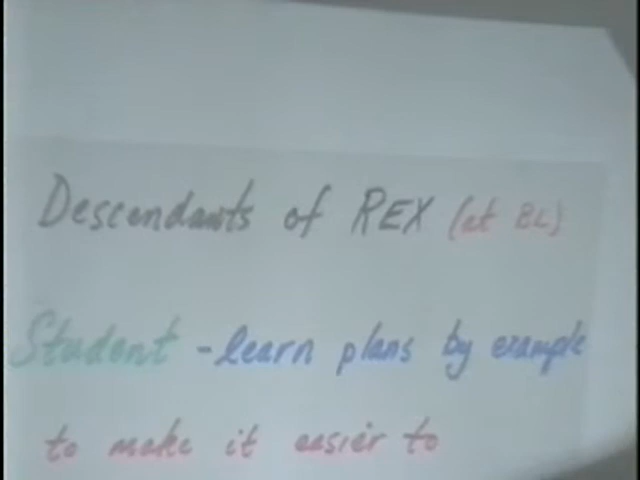 Descendants of REX (at BL)
Student - learn plans by example
to make it easier to